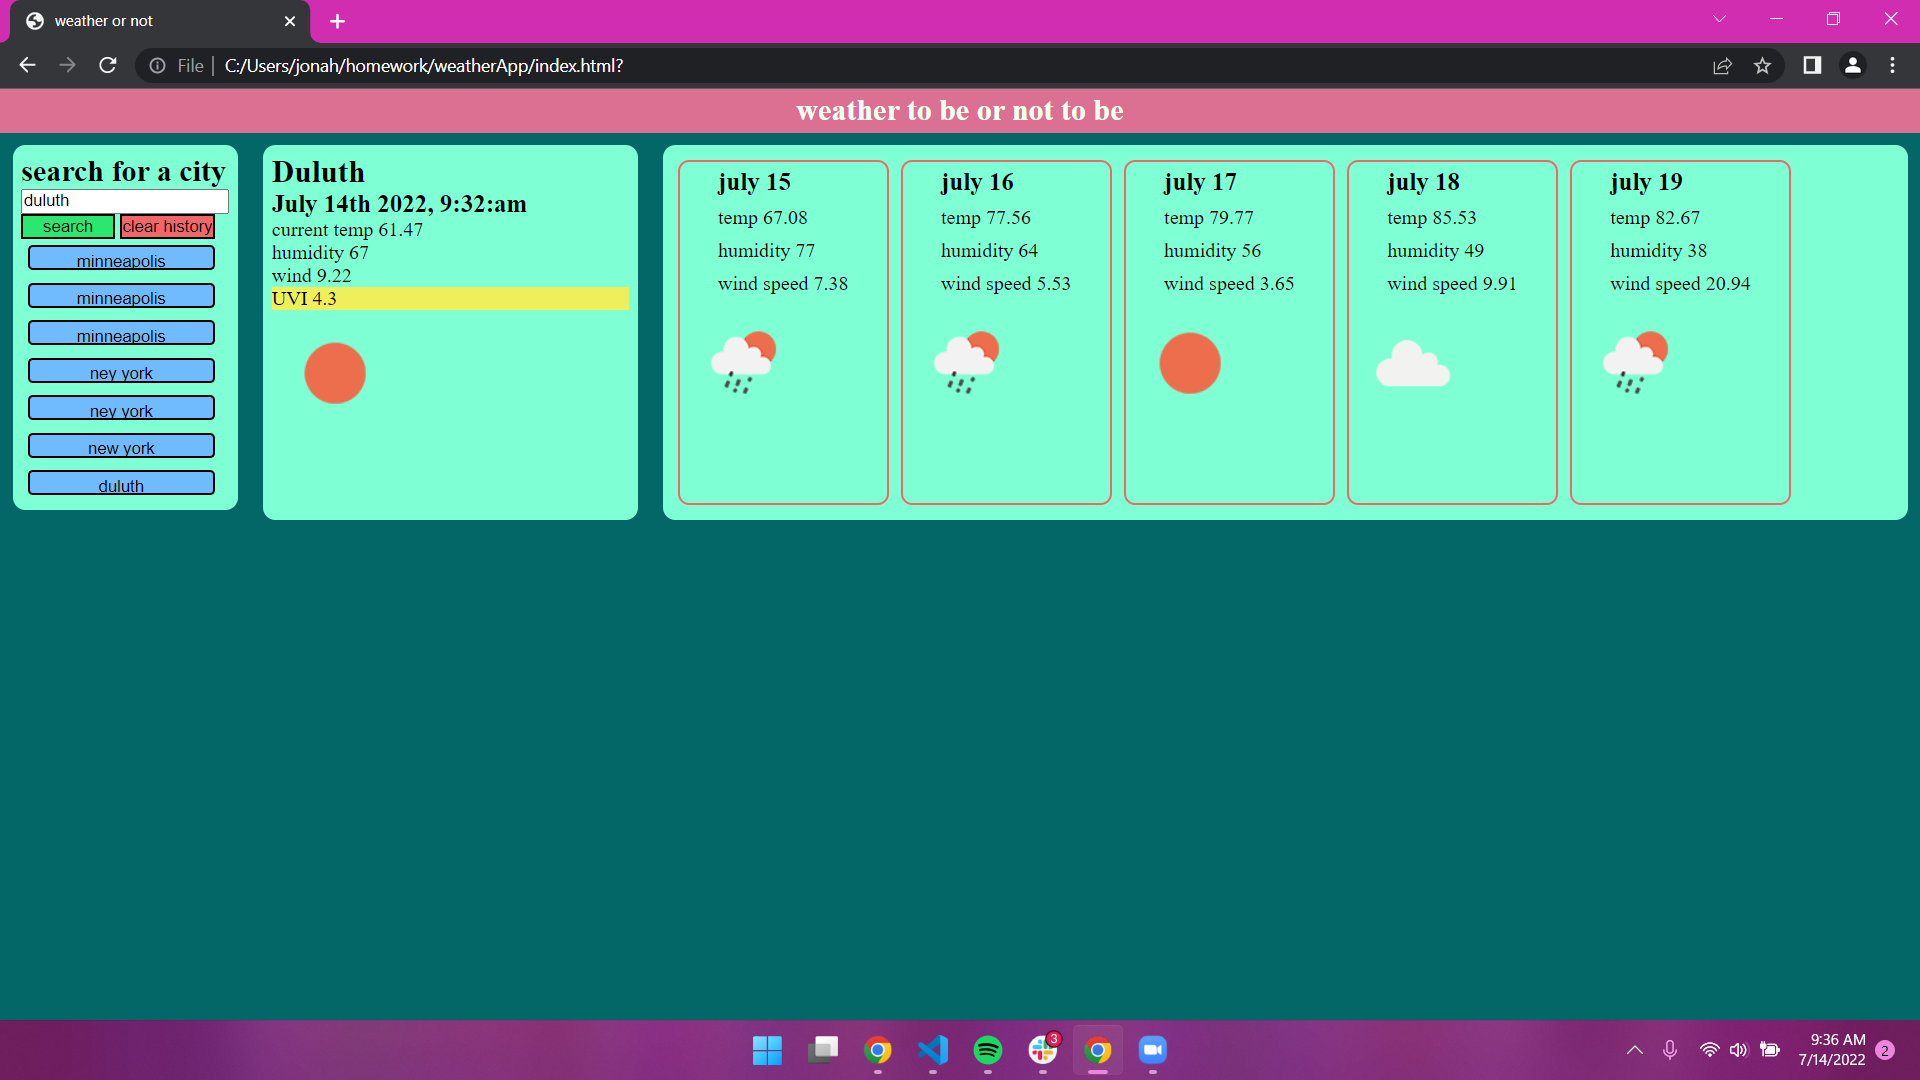 weather or not
File
C:/Users/jonah/homework/weatherApp/index.html?
weather to be or not to be
search for a city
duluth
search
clear history
minneapolis
minneapolis
minneapolis
ney york
ney york
new york
duluth
Duluth
July 14th 2022, 9:32:am
current temp 61.47
humidity 67
wind 9.22
UVI 4.3
july 15
temp 67.08
humidity 77
wind speed 7.38
july 16
temp 77.56
humidity 64
wind speed 5.53
july 17
temp 79.77
humidity 56
wind speed 3.65
july 18
temp 85.53
humidity 49
wind speed 9.91
july 19
temp 82.67
humidity 38
wind speed 20.94
3
9:36 AM
7/14/2022
2